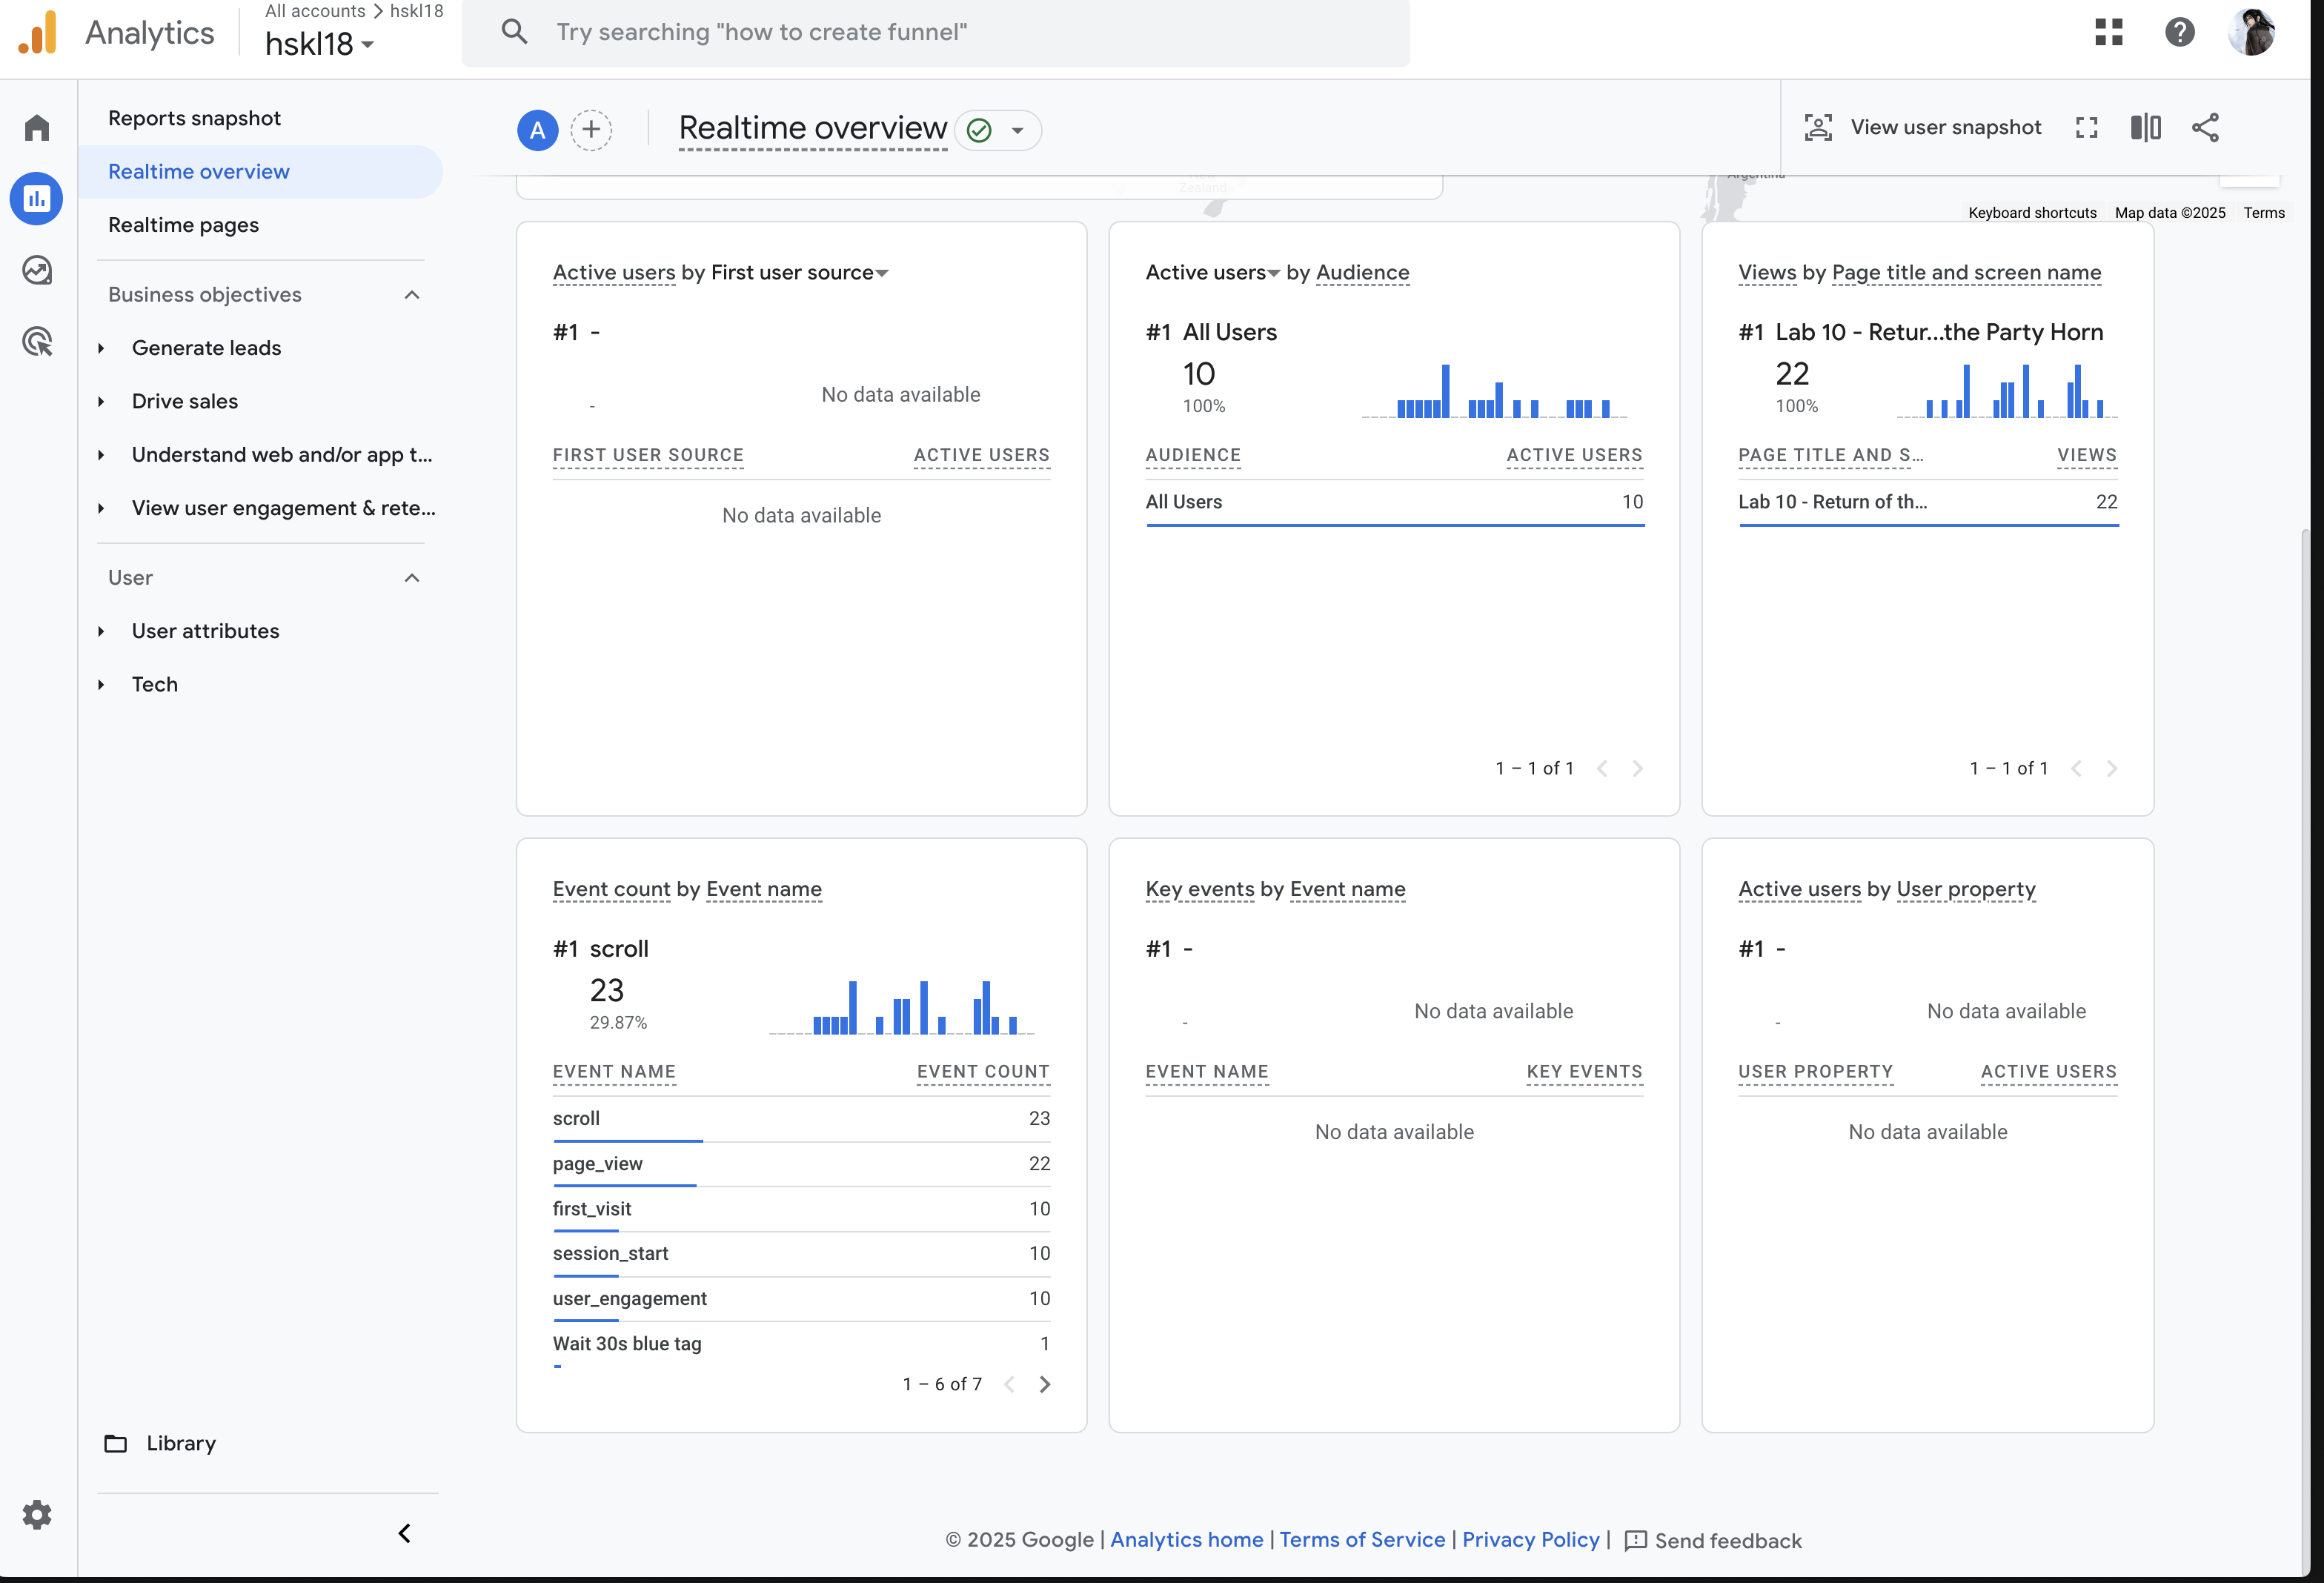 Analytics
All accounts > hskl18
hskl18
Try searching "how to create funnel"
Reports snapshot
Realtime overview
Realtime pages
Business objectives
Generate leads
Drive sales
Understand web and/or app t...
View user engagement & rete...
User
User attributes
Tech
Library
A
Realtime overview
View user snapshot
Zealand
Argentina
Keyboard shortcuts
Map data ©2025
Terms
Active users by First user source
#1 -
-
No data available
FIRST USER SOURCE ACTIVE USERS
No data available
Active users by Audience
#1 All Users
10
100%
AUDIENCE ACTIVE USERS
All Users 10
1 – 1 of 1
Views by Page title and screen name
#1 Lab 10 - Retur...the Party Horn
22
100%
PAGE TITLE AND S... VIEWS
Lab 10 - Return of th... 22
1 – 1 of 1
Event count by Event name
#1 scroll
23
29.87%
EVENT NAME EVENT COUNT
scroll 23
page_view 22
first_visit 10
session_start 10
user_engagement 10
Wait 30s blue tag 1
1 – 6 of 7
Key events by Event name
#1 -
-
No data available
EVENT NAME KEY EVENTS
No data available
Active users by User property
#1 -
-
No data available
USER PROPERTY ACTIVE USERS
No data available
© 2025 Google | Analytics home | Terms of Service | Privacy Policy | Send feedback